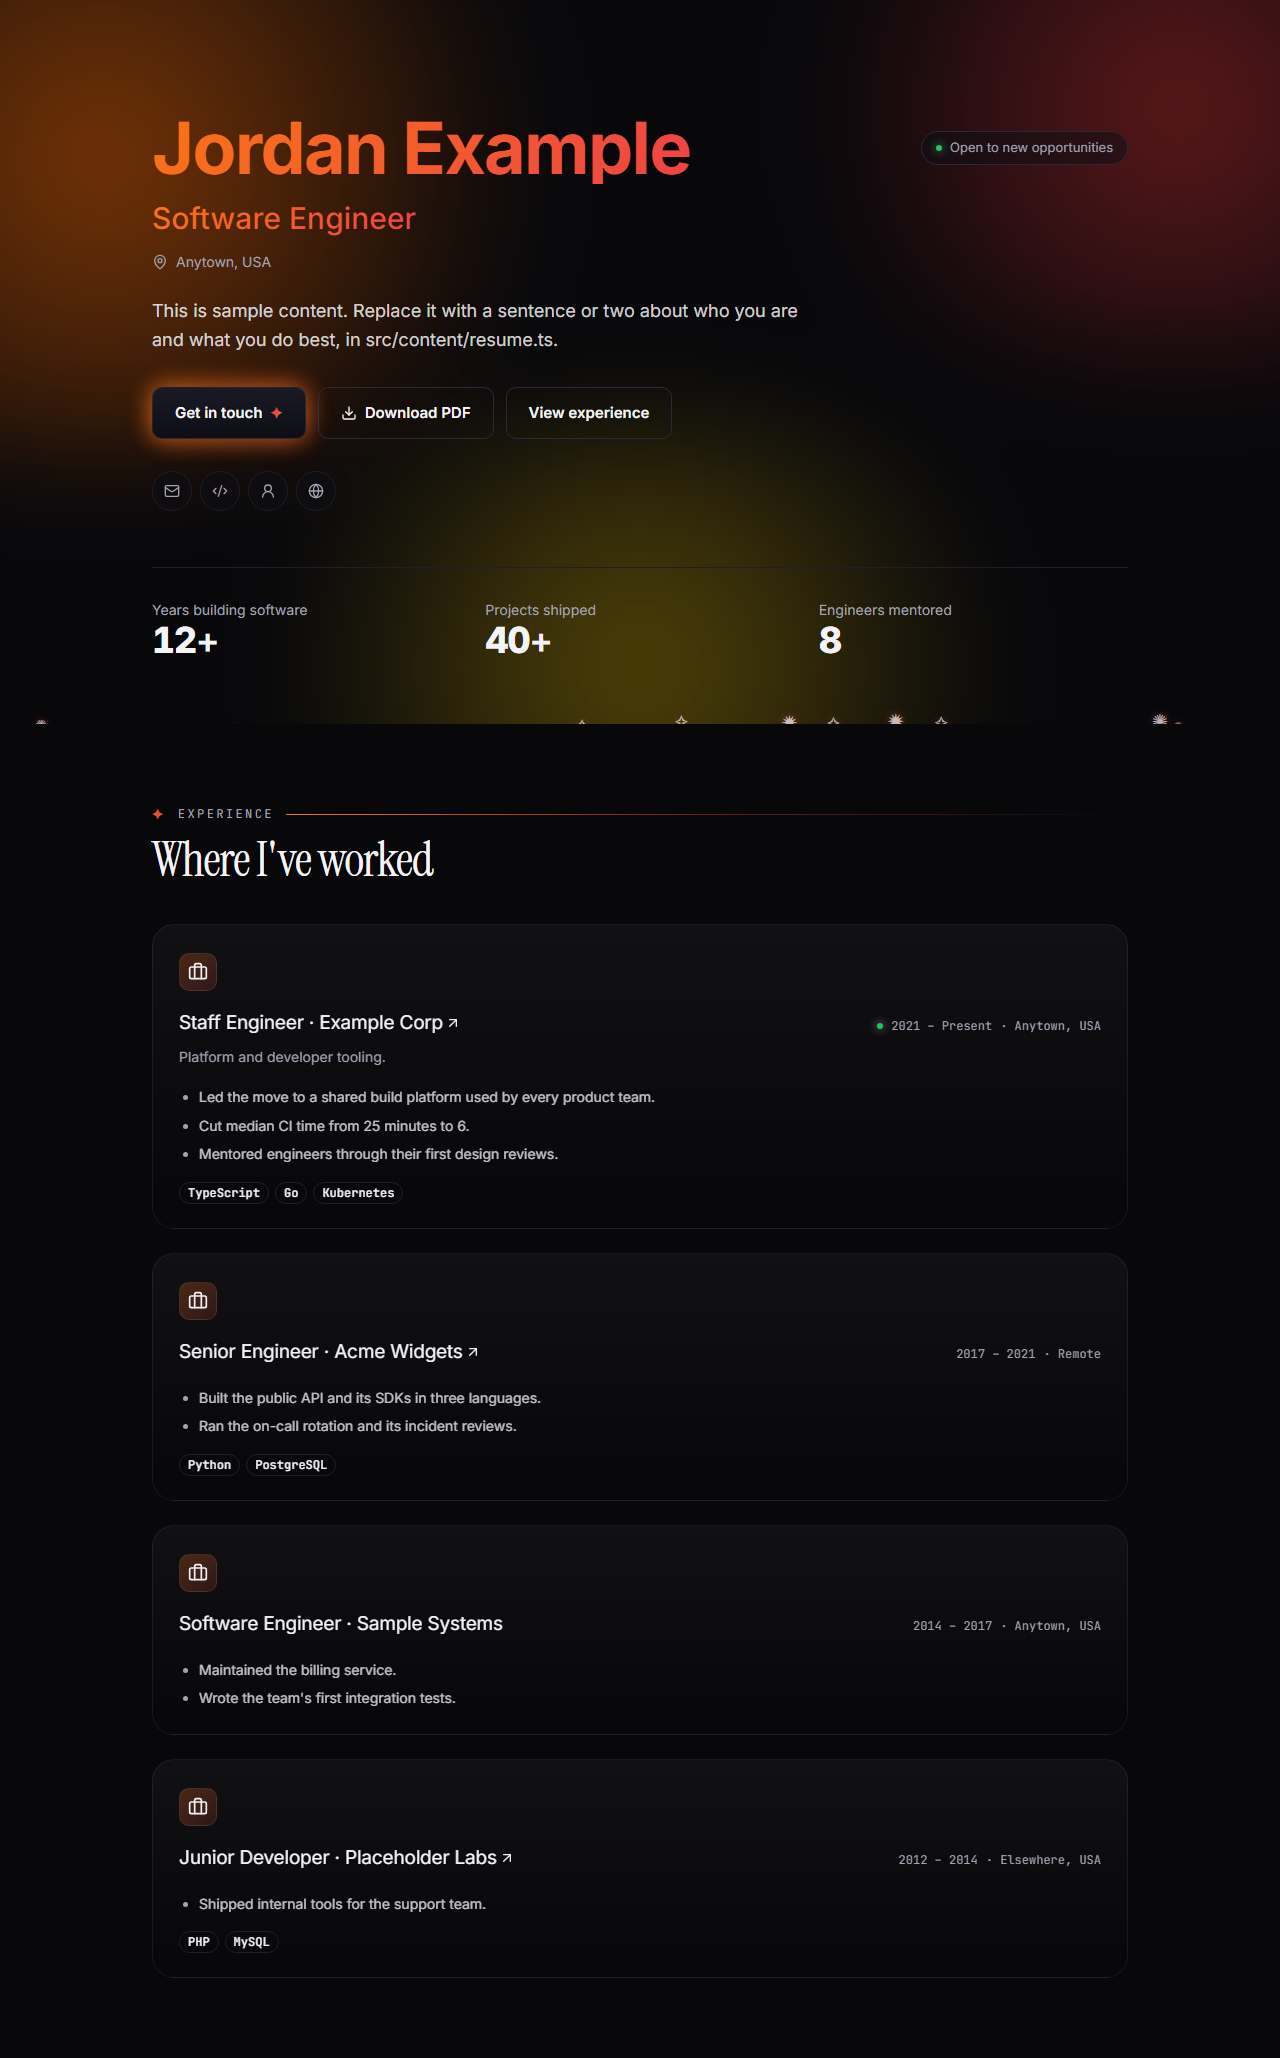 Jordan Example
Open to new opportunities
Software Engineer
Anytown, USA
This is sample content. Replace it with a sentence or two about who you are
and what you do best, in src/content/resume.ts.
Get in touch ✦
Download PDF
View experience
Years building software
Projects shipped
Engineers mentored
12+
40+
8
✦ EXPERIENCE
Where I've worked
Staff Engineer · Example Corp
2021 – Present · Anytown, USA
Platform and developer tooling.
• Led the move to a shared build platform used by every product team.
• Cut median CI time from 25 minutes to 6.
• Mentored engineers through their first design reviews.
TypeScript Go Kubernetes
Senior Engineer · Acme Widgets
2017 – 2021 · Remote
• Built the public API and its SDKs in three languages.
• Ran the on-call rotation and its incident reviews.
Python PostgreSQL
Software Engineer · Sample Systems
2014 – 2017 · Anytown, USA
• Maintained the billing service.
• Wrote the team's first integration tests.
Junior Developer · Placeholder Labs
2012 – 2014 · Elsewhere, USA
• Shipped internal tools for the support team.
PHP MySQL